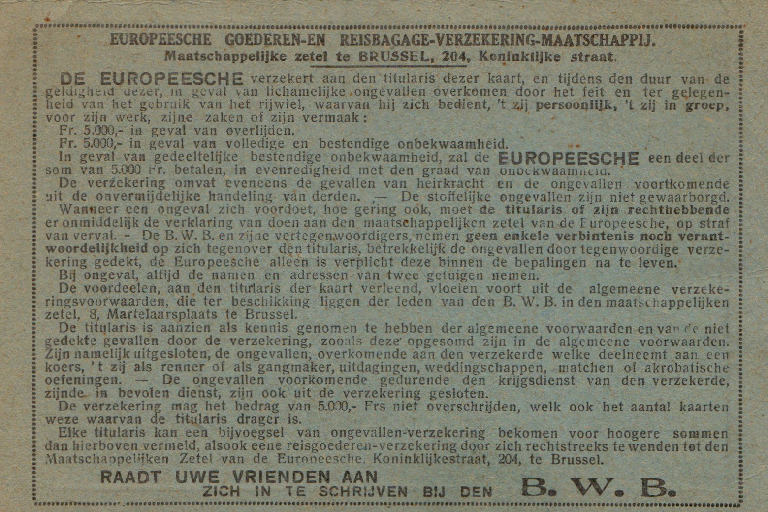 EUROPEESCHE GOEDEREN-EN REISBAGAGE-VERZEKERING-MAATSCHAPPIJ.
Maatschappelijke zetel te BRUSSEL, 204, Koninklijke straat.
DE EUROPEESCHE verzekert aan den titularis dezer kaart, en tijdens den duur van de
geldigheid dezer, in geval van lichamelijke ongevallen overkomen door het feit en ter gelegen-
heid van het gebruik van het rijwiel, waarvan hij zich bedient, 't zij persoonlijk, 't zij in groep,
voor zijn werk, zijne zaken of zijn vermaak :
Fr. 5.000,- in geval van overlijden.
Fr. 5.000,- in geval van volledige en bestendige onbekwaamheid.
In geval van gedeeltelijke bestendige onbekwaamheid, zal de EUROPEESCHE een deel der
som van 5.000 Fr. betalen, in evenredigheid met den graad van onbekwaamheid.
De verzekering omvat eveneens de gevallen van heirkracht en de ongevallen voortkomende
uit de onvermijdelijke handeling van derden. — De stoffelijke ongevallen zijn niet gewaarborgd.
Wanneer een ongeval zich voordoet, hoe gering ook, moet de titularis of zijn rechthebbende
er onmiddelijk de verklaring van doen aan den maatschappelijken zetel van de Europeesche, op straf
van verval. - De B. W. B. en zijne vertegenwoordigers, nemen geen enkele verbintenis noch verant-
woordelijkheid op zich tegenover den titularis, betrekkelijk de ongevallen door tegenwoordige verze-
kering gedekt, de Europeesche alleen is verplicht deze binnen de bepalingen na te leven.
Bij ongeval, altijd de namen en adressen van twee getuigen nemen.
De voordeelen, aan den titularis der kaart verleend, vloeien voort uit de algemeene verzeke-
ringsvoorwaarden, die ter beschikking liggen der leden van den B. W. B. in den maatschappelijken
zetel, 8, Martelaarsplaats te Brussel.
De titularis is aanzien als kennis genomen te hebben der algemeene voorwaarden en van de niet
gedekte gevallen door de verzekering, zooals deze opgesomd zijn in de algemeene voorwaarden.
Zijn namelijk uitgesloten, de ongevallen, overkomende aan den verzekerde welke deelneemt aan een
koers, 't zij als renner of als gangmaker, uitdagingen, weddingschappen, matchen of akrobatische
oefeningen. — De ongevallen voorkomende gedurende den krijgsdienst van den verzekerde,
zijnde in bevolen dienst, zijn ook uit de verzekering gesloten.
De verzekering mag het bedrag van 5.000,- Frs niet overschrijden, welk ook het aantal kaarten
weze waarvan de titularis drager is.
Elke titularis kan een bijvoegsel van ongevallen-verzekering bekomen voor hoogere sommen
dan hierboven vermeld, alsook eene reisgoederen-verzekering door zich rechtstreeks te wenden tot den
Maatschappelijken Zetel van de Europeesche, Koninklijkestraat, 204, te Brussel.
RAADT UWE VRIENDEN AAN
ZICH IN TE SCHRIJVEN BIJ DEN B. W. B.